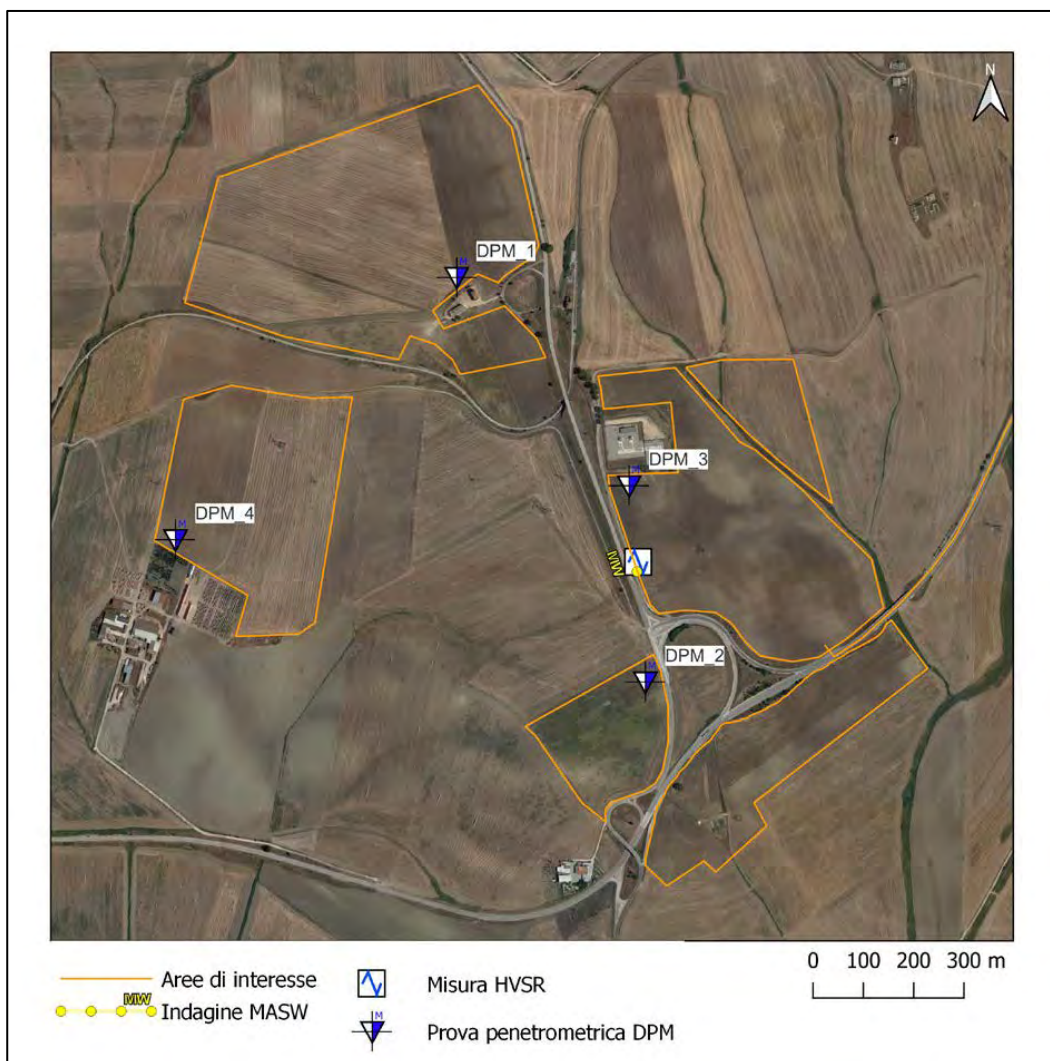 N
M
DPM_1
M
DPM_3
M
DPM_4
MW
M
DPM_2
Aree di interesse
MW
Indagine MASW
Misura HVSR
M
Prova penetrometrica DPM
0 100 200 300 m